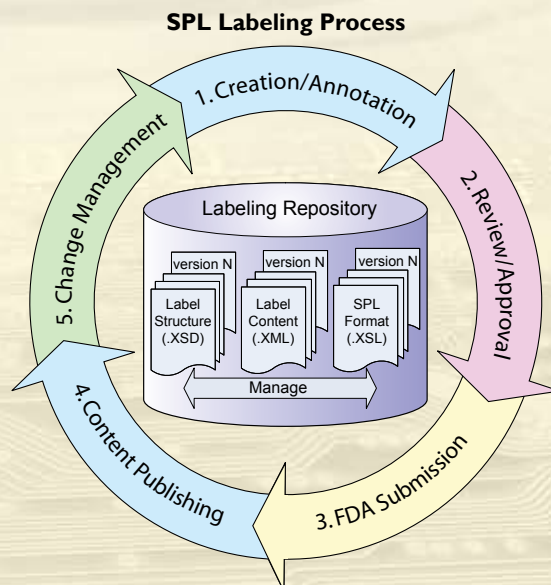 SPL Labeling Process
1. Creation/Annotation
2. Review/Approval
3. FDA Submission
4. Content Publishing
5. Change Management
Labeling Repository
version N
Label
Structure
(.XSD)
version N
Label
Content
(.XML)
version N
SPL
Format
(.XSL)
Manage